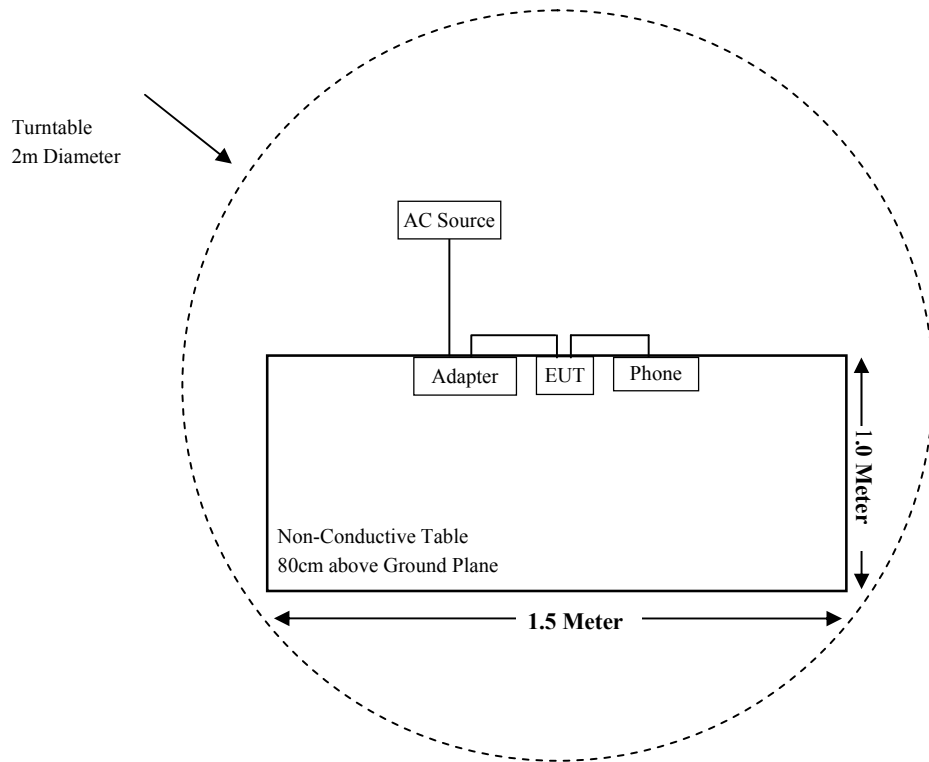 Turntable
2m Diameter
AC Source
Adapter
EUT
Phone
1.0 Meter
Non-Conductive Table
80cm above Ground Plane
1.5 Meter